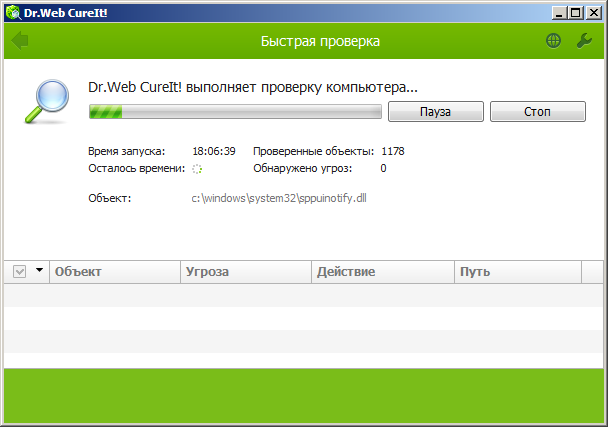 Dr.Web CureIt!
Быстрая проверка
Dr.Web CureIt! выполняет проверку компьютера...
Пауза Стоп
Время запуска: 18:06:39 Проверенные объекты: 1178
Осталось времени: Обнаружено угроз: 0
Объект: c:\windows\system32\sppuinotify.dll
Объект Угроза Действие Путь